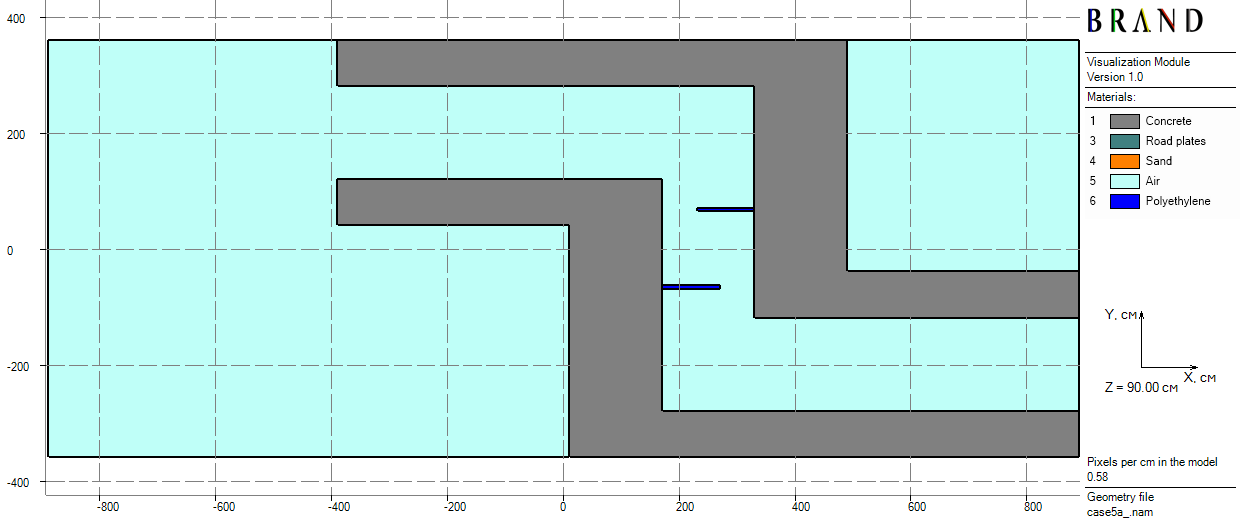 400
200
0
-200
-400
-800
-600
-400
-200
0
200
400
600
800
BRAND
Visualization Module
Version 1.0
Materials:
1 Concrete
3 Road plates
4 Sand
5 Air
6 Polyethylene
Y, см
X, см
Z = 90.00 см
Pixels per cm in the model
0.58
Geometry file
case5a_.nam